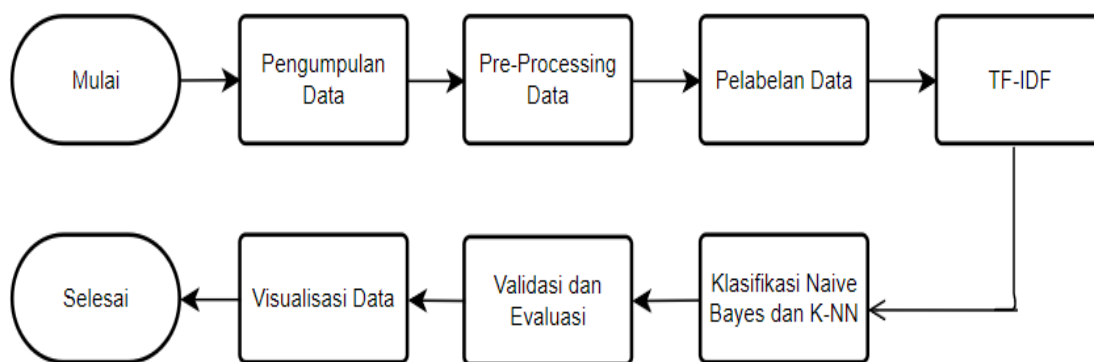 Mulai
Pengumpulan
Data
Pre-Processing
Data
Pelabelan Data
TF-IDF
Klasifikasi Naive
Bayes dan K-NN
Validasi dan
Evaluasi
Visualisasi Data
Selesai